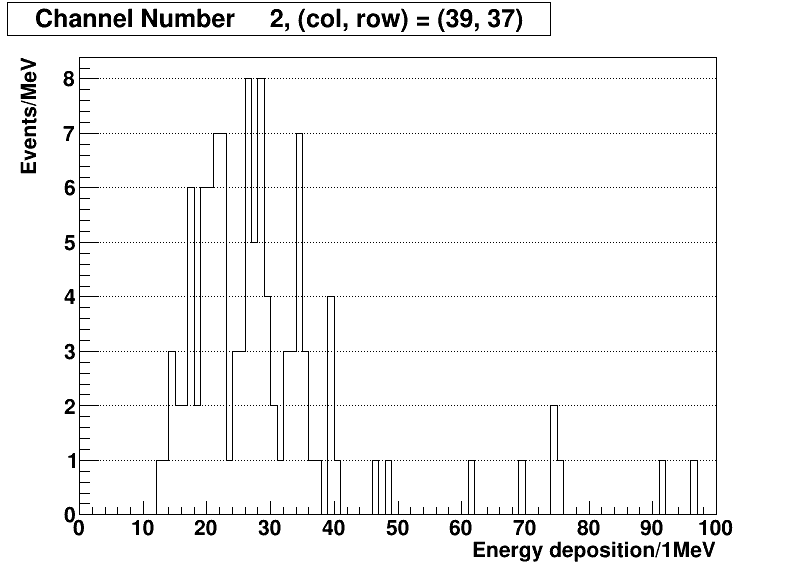 Channel Number 2, (col, row) = (39, 37)
Events/MeV
8
7
6
5
4
3
2
1
0
0 10 20 30 40 50 60 70 80 90 100
Energy deposition/1MeV